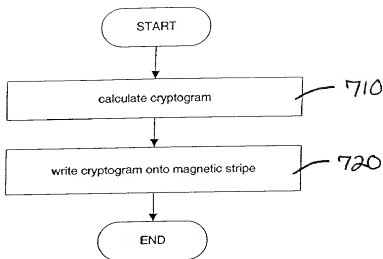 START
calculate cryptogram
710
write cryptogram onto magnetic stripe
720
END